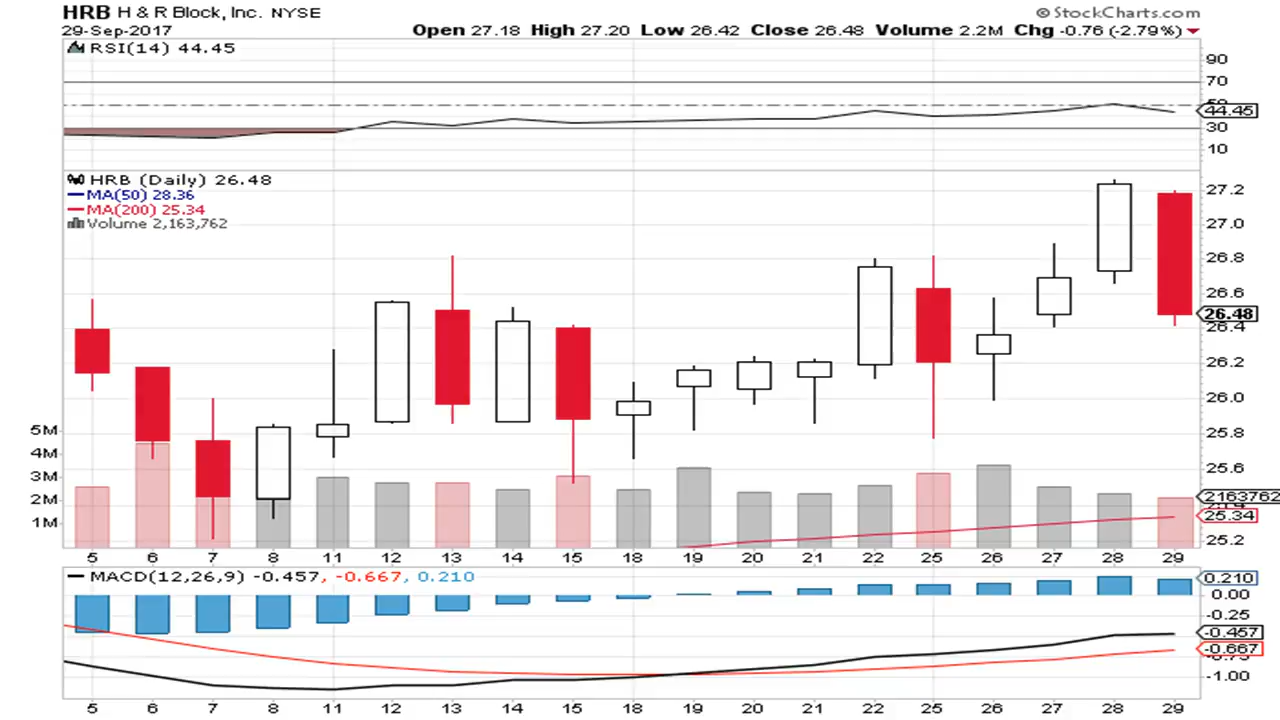 HRB H & R Block, Inc. NYSE © StockCharts.com
29-Sep-2017 Open 27.18 High 27.20 Low 26.42 Close 26.48 Volume 2.2M Chg -0.76 (-2.79%)
RSI(14) 44.45
90
70
44.45
30
10
HRB (Daily) 26.48
MA(50) 28.36
MA(200) 25.34
Volume 2,163,762
27.2
27.0
26.8
26.6
26.48
26.4
26.2
26.0
5M 25.8
4M
3M 25.6
2M 2163762
25.34
1M
25.2
5 6 7 8 11 12 13 14 15 18 19 20 21 22 25 26 27 28 29
MACD(12,26,9) -0.457, -0.667, 0.210
0.210
0.00
-0.25
-0.457
-0.667
-1.00
5 6 7 8 11 12 13 14 15 18 19 20 21 22 25 26 27 28 29